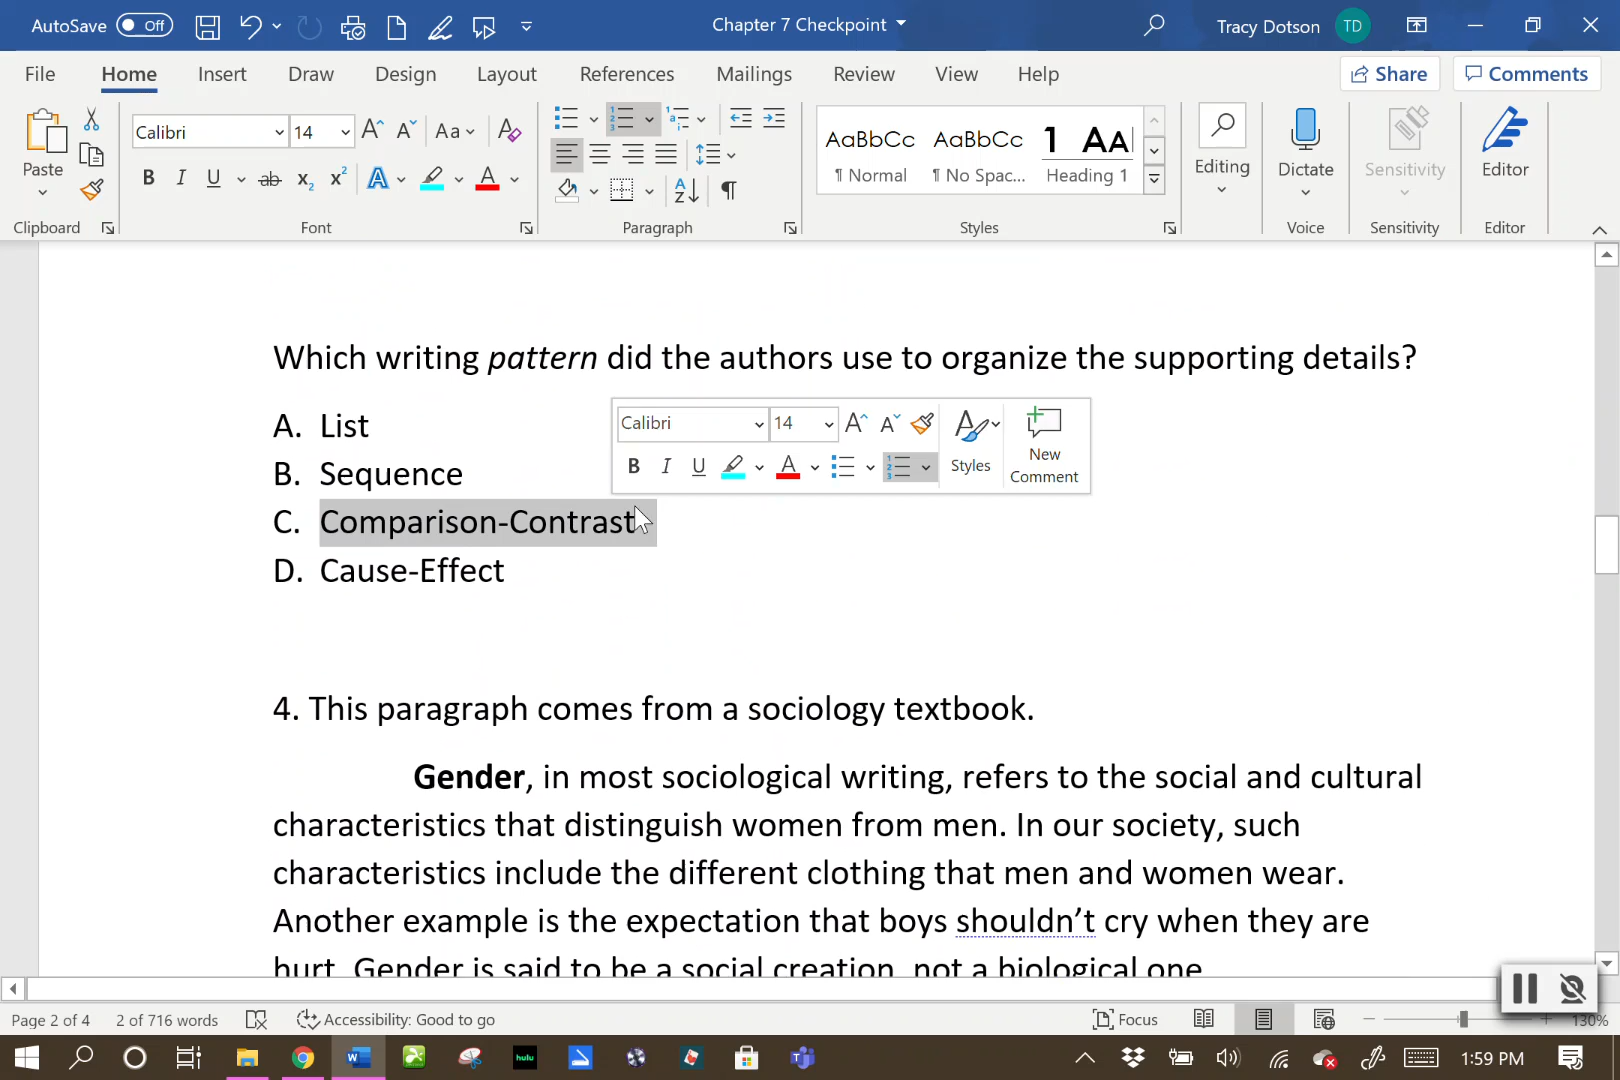 AutoSave Off Chapter 7 Checkpoint Tracy Dotson TD
File Home Insert Draw Design Layout References Mailings Review View Help Share Comments
Paste Calibri 14 Aa AaBbCc AaBbCc 1 AA Editing Dictate Sensitivity Editor
¶ Normal ¶ No Spac... Heading 1
Clipboard Font Paragraph Styles Voice Sensitivity Editor
Which writing pattern did the authors use to organize the supporting details?
A. List
B. Sequence
C. Comparison-Contrast
D. Cause-Effect
Calibri 14 Styles New Comment
4. This paragraph comes from a sociology textbook.
Gender, in most sociological writing, refers to the social and cultural
characteristics that distinguish women from men. In our society, such
characteristics include the different clothing that men and women wear.
Another example is the expectation that boys shouldn’t cry when they are
hurt. Gender is said to be a social creation, not a biological one.
Page 2 of 4 2 of 716 words Accessibility: Good to go Focus 130%
hulu 1:59 PM